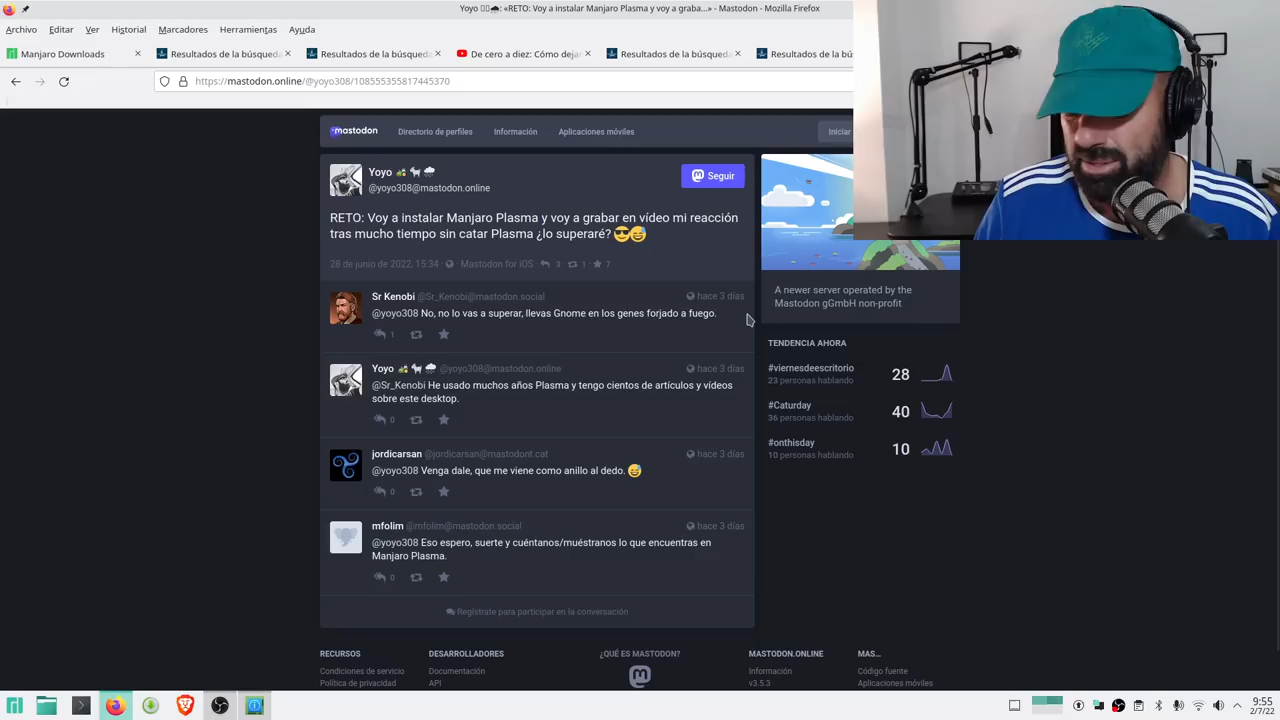 Yoyo : «RETO: Voy a instalar Manjaro Plasma y voy a graba...» - Mastodon - Mozilla Firefox
Archivo Editar Ver Historial Marcadores Herramientas Ayuda
Manjaro Downloads
Resultados de la búsqueda
Resultados de la búsqueda
De cero a diez: Cómo dejar
Resultados de la búsqueda
Resultados de la bú
https://mastodon.online/@yoyo308/108555355817445370
mastodon Directorio de perfiles Información Aplicaciones móviles Iniciar
Yoyo 🐐 🌧
@yoyo308@mastodon.online
Seguir
RETO: Voy a instalar Manjaro Plasma y voy a grabar en vídeo mi reacción
tras mucho tiempo sin catar Plasma ¿lo superaré? 😎😅
28 de junio de 2022, 15:34 · Mastodon for iOS 3 1 7
Sr Kenobi @Sr_Kenobi@mastodon.social hace 3 días
@yoyo308 No, no lo vas a superar, llevas Gnome en los genes forjado a fuego.
1
Yoyo 🐐 🌧 @yoyo308@mastodon.online hace 3 días
@Sr_Kenobi He usado muchos años Plasma y tengo cientos de artículos y vídeos
sobre este desktop.
0
jordicarsan @jordicarsan@mastodont.cat hace 3 días
@yoyo308 Venga dale, que me viene como anillo al dedo. 😅
0
mfolim @mfolim@mastodon.social hace 3 días
@yoyo308 Eso espero, suerte y cuéntanos/muéstranos lo que encuentras en
Manjaro Plasma.
0
Regístrate para participar en la conversación
A newer server operated by the
Mastodon gGmbH non-profit
TENDENCIA AHORA
#viernesdeescritorio 28
23 personas hablando
#Caturday 40
36 personas hablando
#onthisday 10
10 personas hablando
RECURSOS
Condiciones de servicio
Política de privacidad
DESARROLLADORES
Documentación
API
¿QUÉ ES MASTODON?
MASTODON.ONLINE
Información
v3.5.3
MAS…
Código fuente
Aplicaciones móviles
9:55
2/7/22